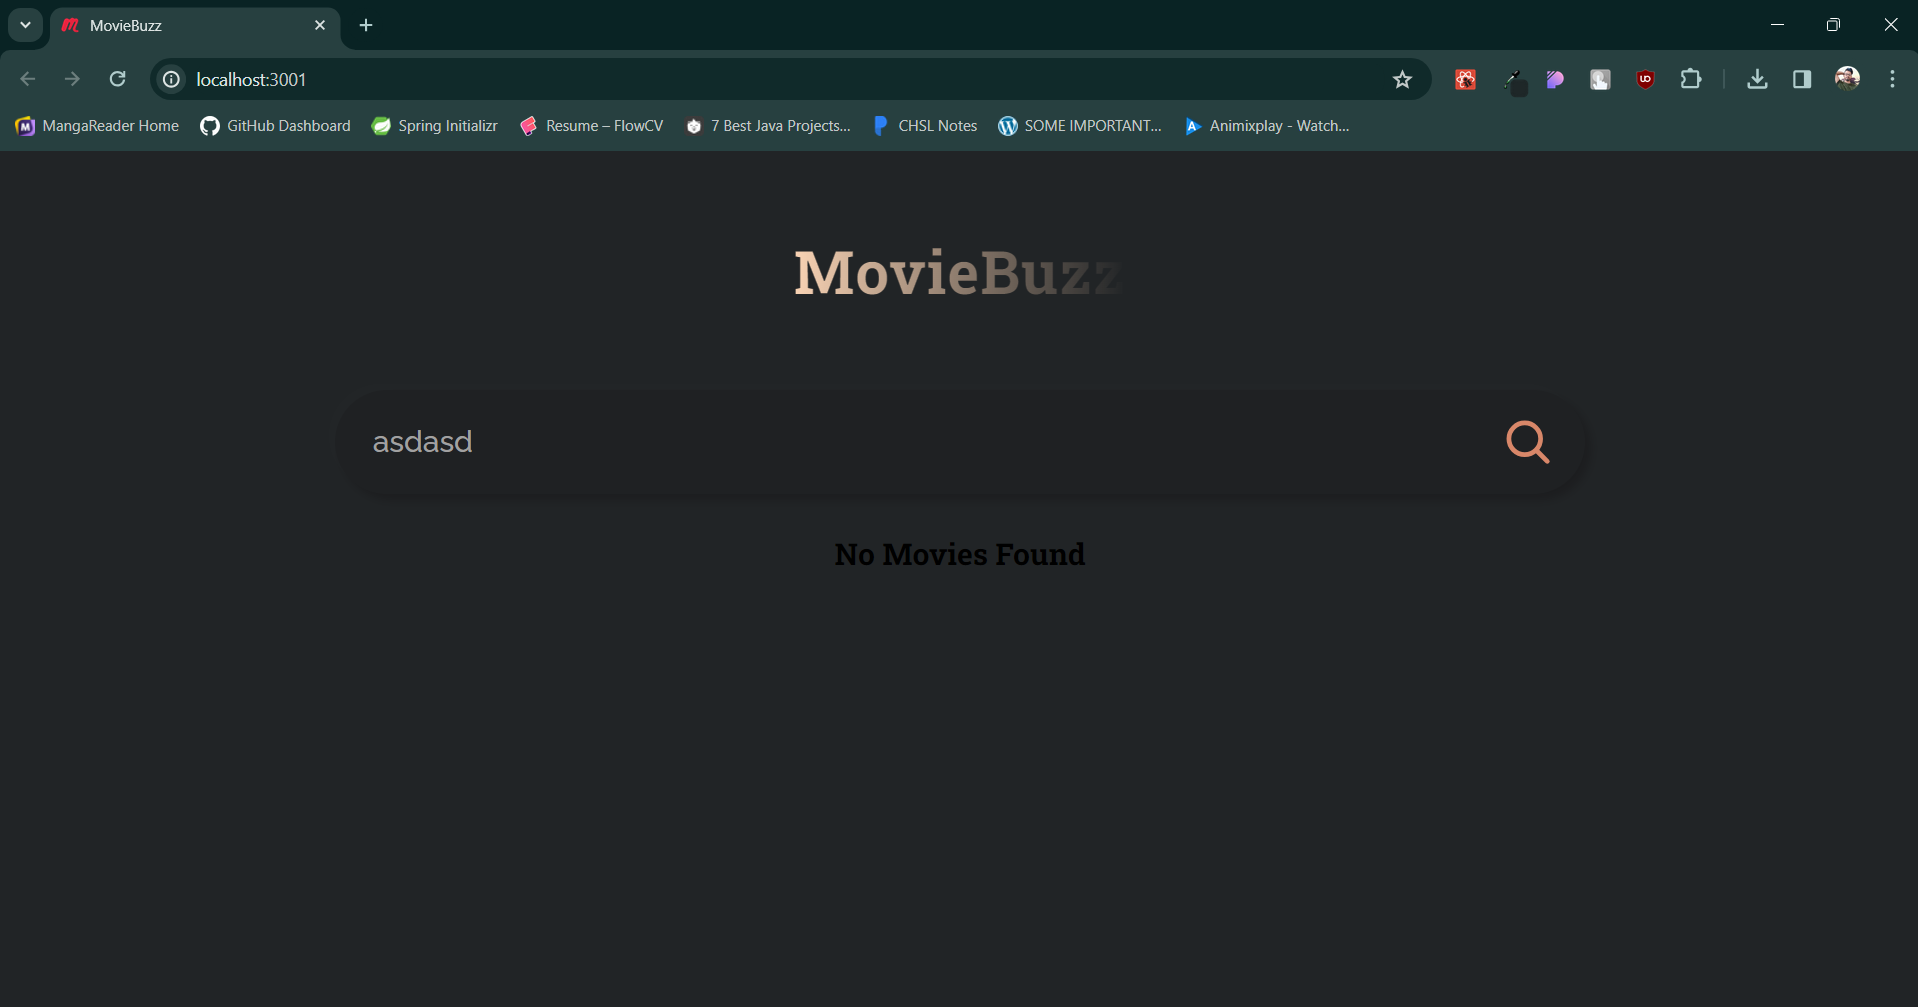 MovieBuzz
localhost:3001
MangaReader Home GitHub Dashboard Spring Initializr Resume – FlowCV 7 Best Java Projects... CHSL Notes SOME IMPORTANT... Animixplay - Watch...
MovieBuzz
asdasd
No Movies Found